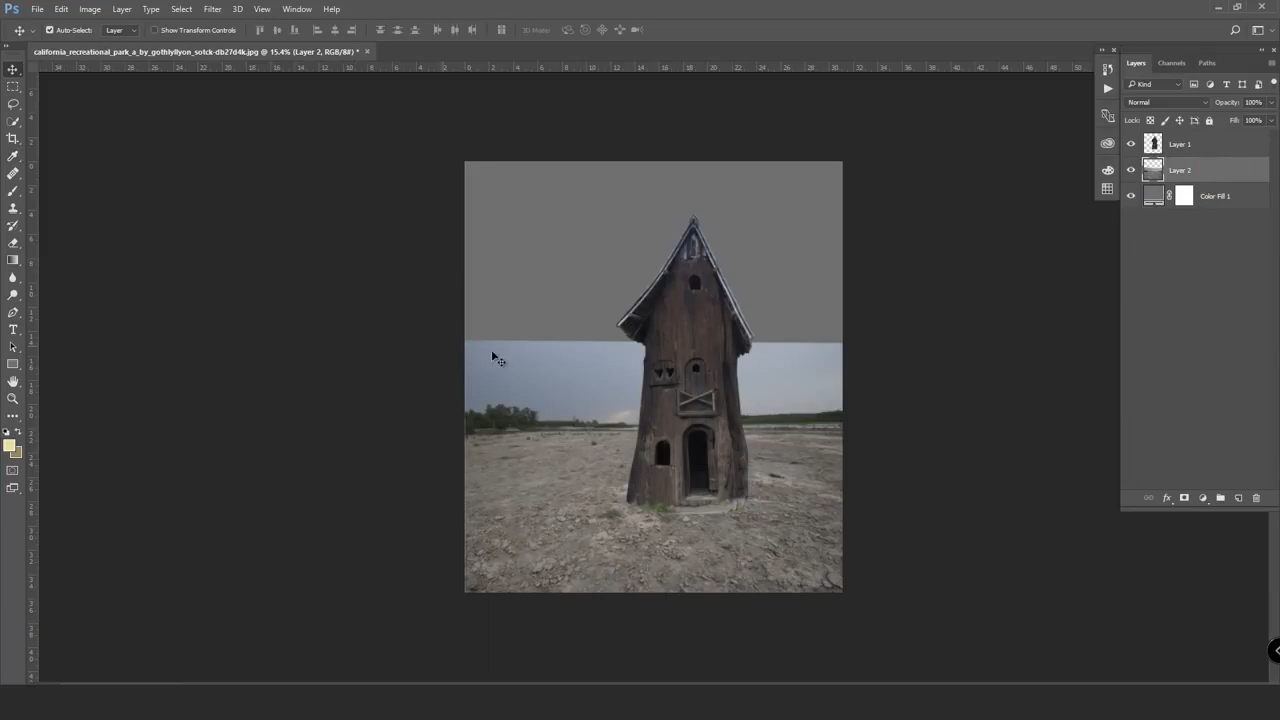 Ps File Edit Image Layer Type Select Filter 3D View Window Help
Auto-Select: Layer Show Transform Controls 3D Mode:
california_recreational_park_a_by_gothlyllyon_sotck-db27d4k.jpg @ 15.4% (Layer 2, RGB/8#) *
Layers Channels Paths
Kind
Normal Opacity: 100%
Lock: Fill: 100%
Layer 1
Layer 2
Color Fill 1